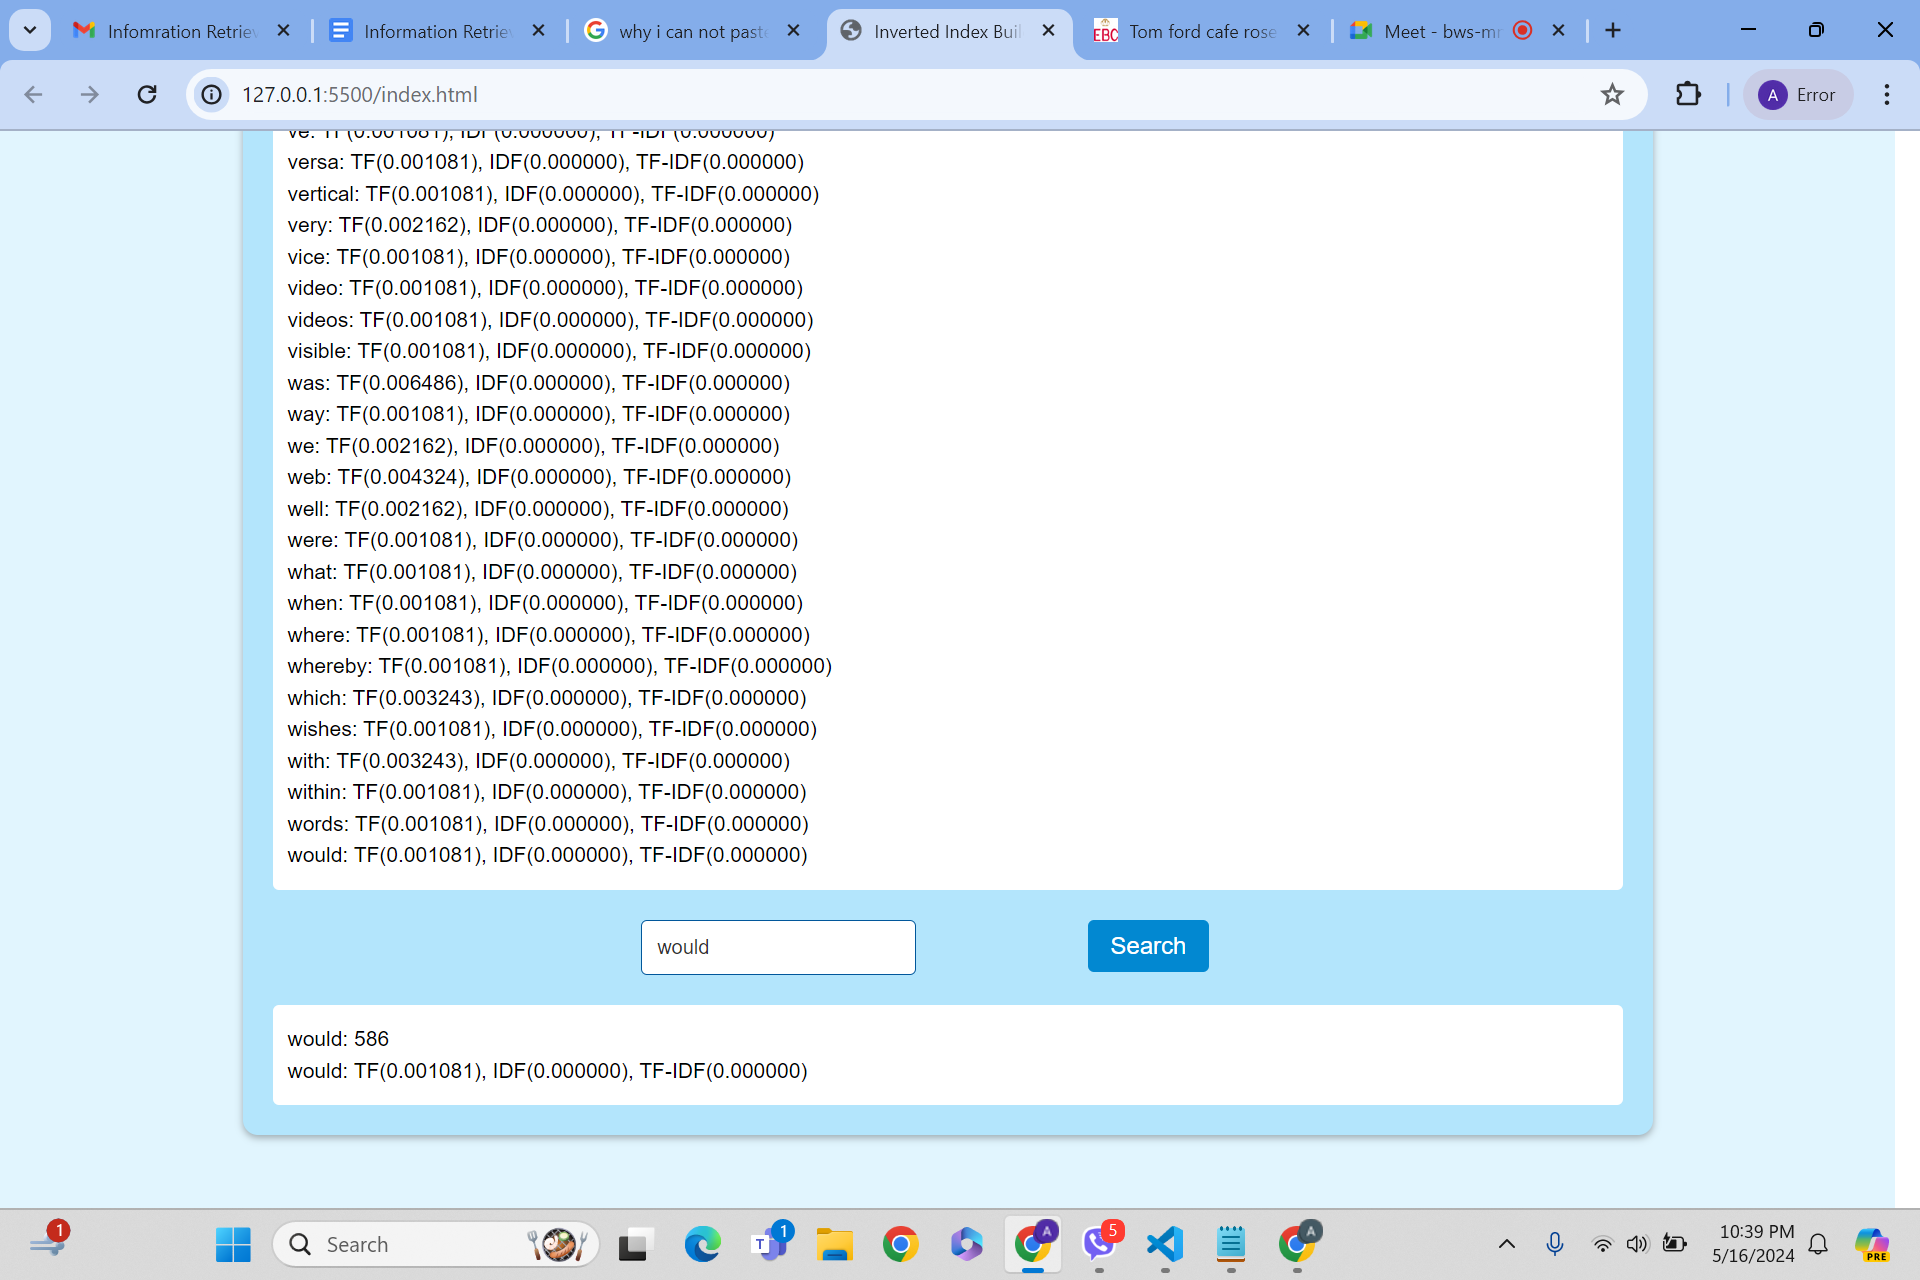 Infomration Retriev
Information Retriev
why i can not past
Inverted Index Buil
EBC
Tom ford cafe rose
Meet - bws-mr
127.0.0.1:5500/index.html
A
Error
ve: TF(0.001081), IDF(0.000000), TF-IDF(0.000000)
versa: TF(0.001081), IDF(0.000000), TF-IDF(0.000000)
vertical: TF(0.001081), IDF(0.000000), TF-IDF(0.000000)
very: TF(0.002162), IDF(0.000000), TF-IDF(0.000000)
vice: TF(0.001081), IDF(0.000000), TF-IDF(0.000000)
video: TF(0.001081), IDF(0.000000), TF-IDF(0.000000)
videos: TF(0.001081), IDF(0.000000), TF-IDF(0.000000)
visible: TF(0.001081), IDF(0.000000), TF-IDF(0.000000)
was: TF(0.006486), IDF(0.000000), TF-IDF(0.000000)
way: TF(0.001081), IDF(0.000000), TF-IDF(0.000000)
we: TF(0.002162), IDF(0.000000), TF-IDF(0.000000)
web: TF(0.004324), IDF(0.000000), TF-IDF(0.000000)
well: TF(0.002162), IDF(0.000000), TF-IDF(0.000000)
were: TF(0.001081), IDF(0.000000), TF-IDF(0.000000)
what: TF(0.001081), IDF(0.000000), TF-IDF(0.000000)
when: TF(0.001081), IDF(0.000000), TF-IDF(0.000000)
where: TF(0.001081), IDF(0.000000), TF-IDF(0.000000)
whereby: TF(0.001081), IDF(0.000000), TF-IDF(0.000000)
which: TF(0.003243), IDF(0.000000), TF-IDF(0.000000)
wishes: TF(0.001081), IDF(0.000000), TF-IDF(0.000000)
with: TF(0.003243), IDF(0.000000), TF-IDF(0.000000)
within: TF(0.001081), IDF(0.000000), TF-IDF(0.000000)
words: TF(0.001081), IDF(0.000000), TF-IDF(0.000000)
would: TF(0.001081), IDF(0.000000), TF-IDF(0.000000)
would
Search
would: 586
would: TF(0.001081), IDF(0.000000), TF-IDF(0.000000)
1
Search
1
T
A
5
A
10:39 PM
5/16/2024
PRE